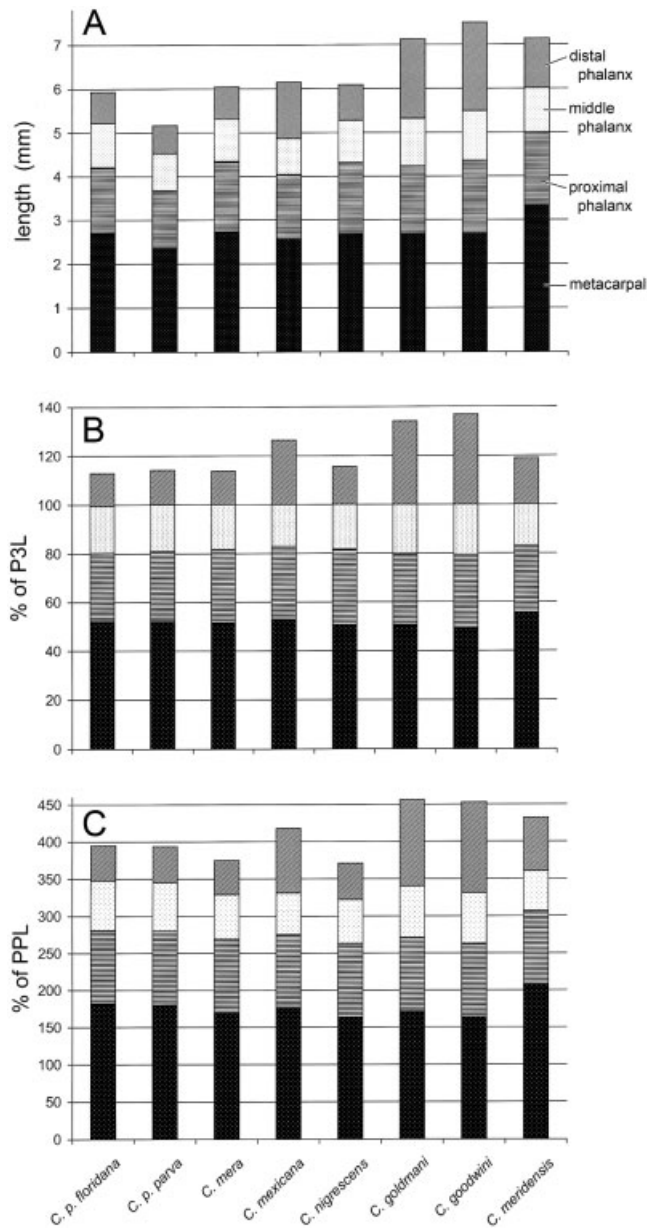 A
7
6
5
4
3
2
1
0
length (mm)
distal
phalanx
middle
phalanx
proximal
phalanx
metacarpal
B
140
120
100
80
60
40
20
0
% of P3L
C
450
400
350
300
250
200
150
100
50
0
% of PPL
C. p. floridana
C. p. parva
C. mera
C. mexicana
C. nigrescens
C. goldmani
C. goodwini
C. meridensis